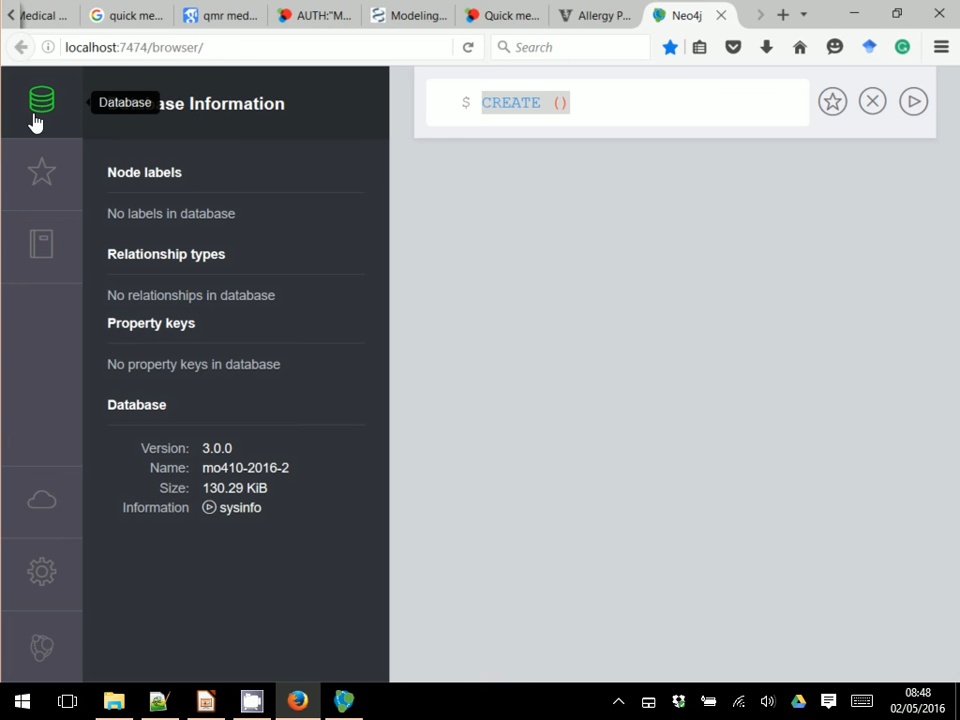 Medical ...
quick me...
qmr med...
AUTH:"M...
Modeling...
Quick me...
Allergy P...
Neo4j
localhost:7474/browser/
Search
Database
ase Information
$ CREATE ()
Node labels
No labels in database
Relationship types
No relationships in database
Property keys
No property keys in database
Database
Version: 3.0.0
Name: mo410-2016-2
Size: 130.29 KiB
Information sysinfo
08:48
02/05/2016